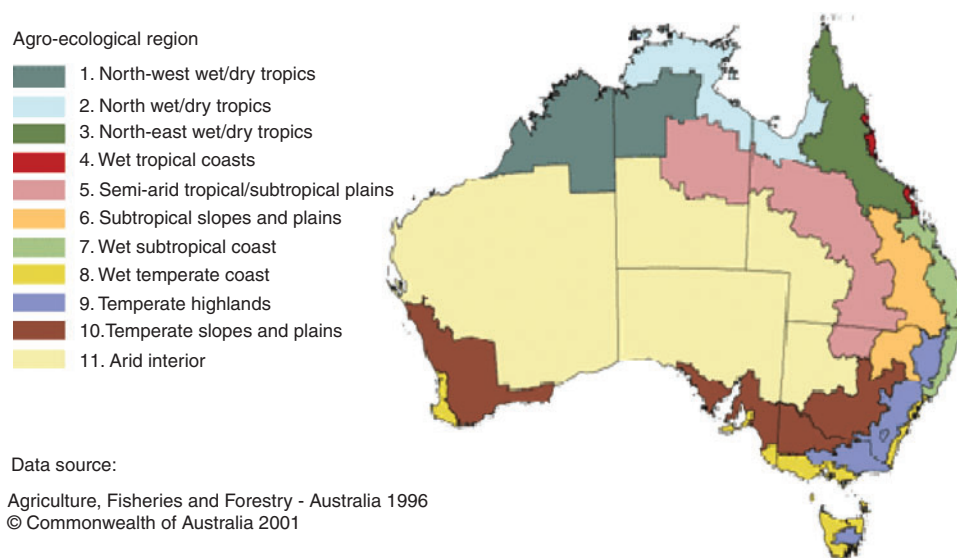 Agro-ecological region
1. North-west wet/dry tropics
2. North wet/dry tropics
3. North-east wet/dry tropics
4. Wet tropical coasts
5. Semi-arid tropical/subtropical plains
6. Subtropical slopes and plains
7. Wet subtropical coast
8. Wet temperate coast
9. Temperate highlands
10.Temperate slopes and plains
11. Arid interior
Data source:
Agriculture, Fisheries and Forestry - Australia 1996
© Commonwealth of Australia 2001